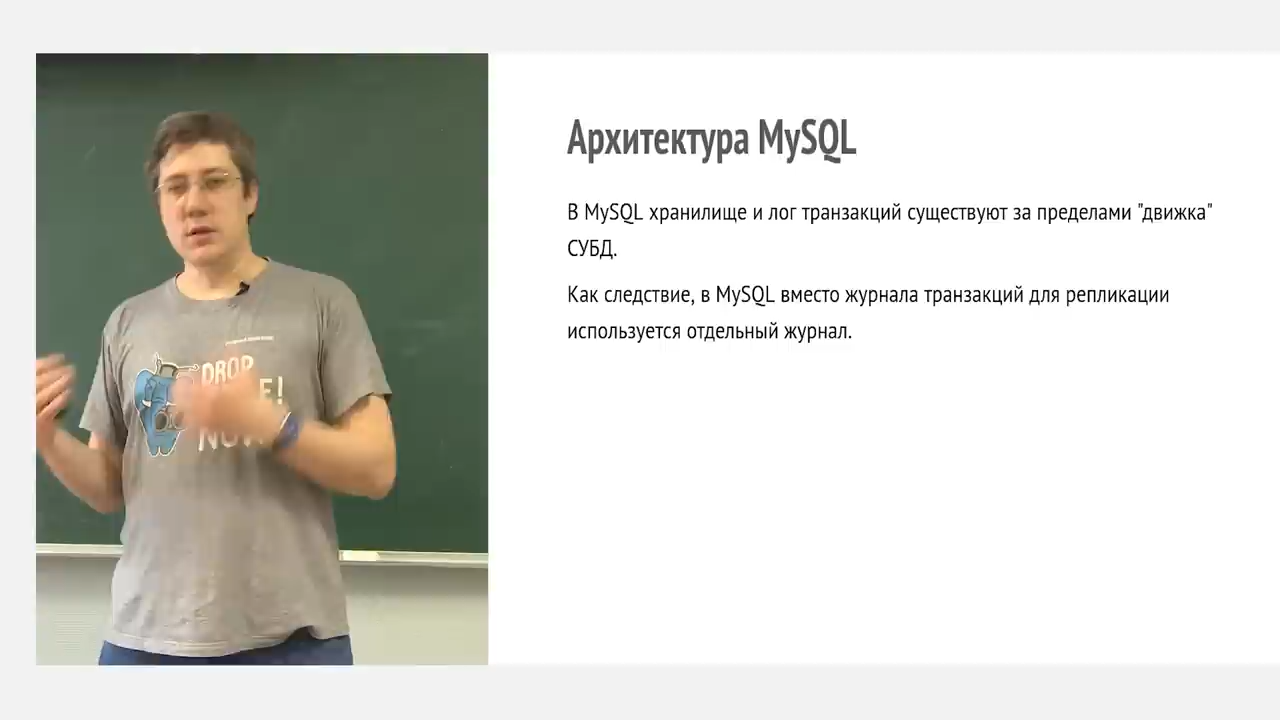 Архитектура MySQL
В MySQL хранилище и лог транзакций существуют за пределами "движка"
СУБД.
Как следствие, в MySQL вместо журнала транзакций для репликации
используется отдельный журнал.
DROP